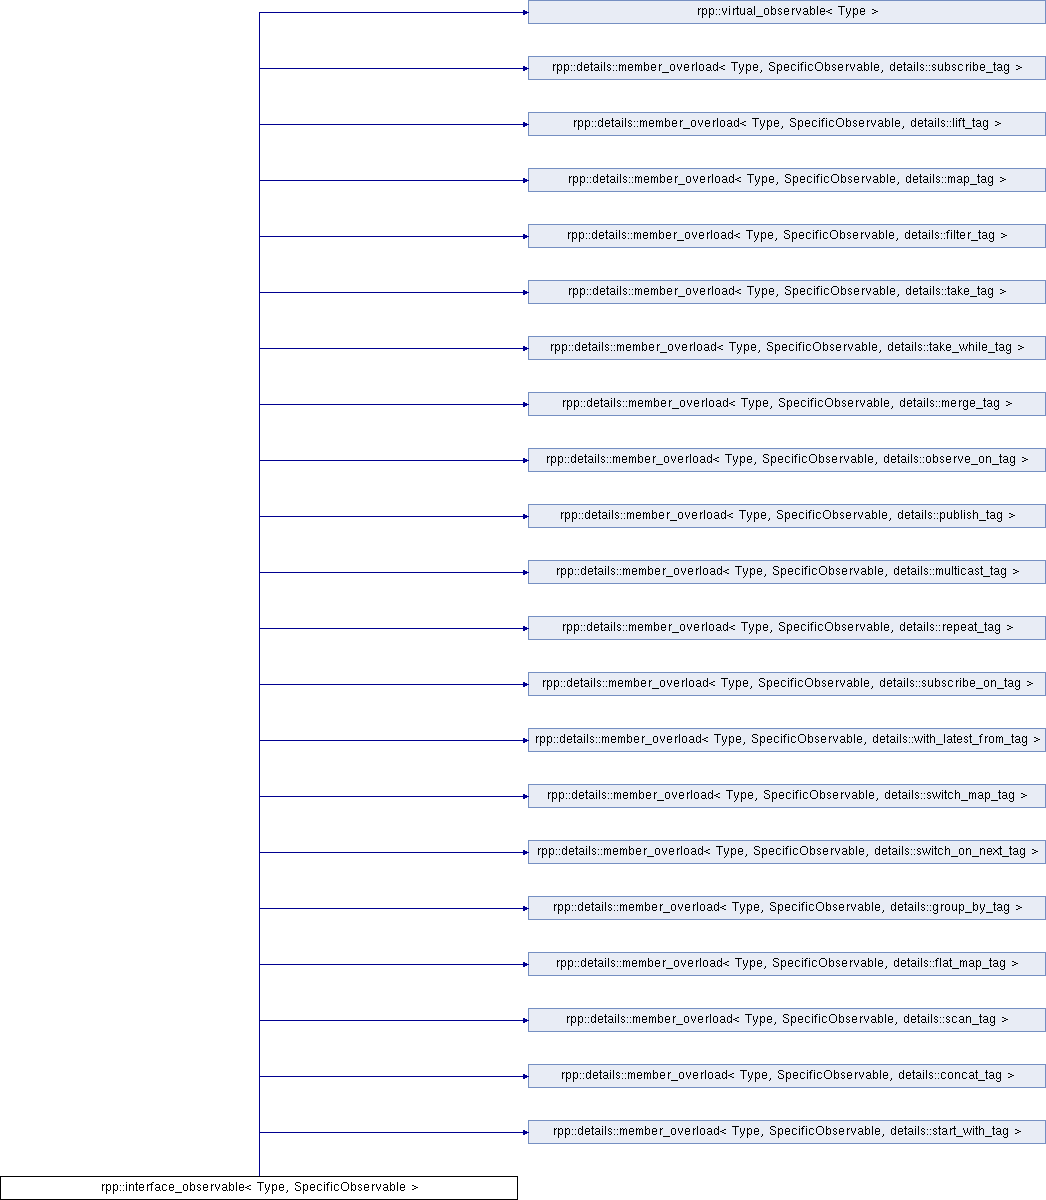 rpp::virtual_observable< Type >
rpp::details::member_overload< Type, SpecificObservable, details::subscribe_tag >
rpp::details::member_overload< Type, SpecificObservable, details::lift_tag >
rpp::details::member_overload< Type, SpecificObservable, details::map_tag >
rpp::details::member_overload< Type, SpecificObservable, details::filter_tag >
rpp::details::member_overload< Type, SpecificObservable, details::take_tag >
rpp::details::member_overload< Type, SpecificObservable, details::take_while_tag >
rpp::details::member_overload< Type, SpecificObservable, details::merge_tag >
rpp::details::member_overload< Type, SpecificObservable, details::observe_on_tag >
rpp::details::member_overload< Type, SpecificObservable, details::publish_tag >
rpp::details::member_overload< Type, SpecificObservable, details::multicast_tag >
rpp::details::member_overload< Type, SpecificObservable, details::repeat_tag >
rpp::details::member_overload< Type, SpecificObservable, details::subscribe_on_tag >
rpp::details::member_overload< Type, SpecificObservable, details::with_latest_from_tag >
rpp::details::member_overload< Type, SpecificObservable, details::switch_map_tag >
rpp::details::member_overload< Type, SpecificObservable, details::switch_on_next_tag >
rpp::details::member_overload< Type, SpecificObservable, details::group_by_tag >
rpp::details::member_overload< Type, SpecificObservable, details::flat_map_tag >
rpp::details::member_overload< Type, SpecificObservable, details::scan_tag >
rpp::details::member_overload< Type, SpecificObservable, details::concat_tag >
rpp::details::member_overload< Type, SpecificObservable, details::start_with_tag >
rpp::interface_observable< Type, SpecificObservable >